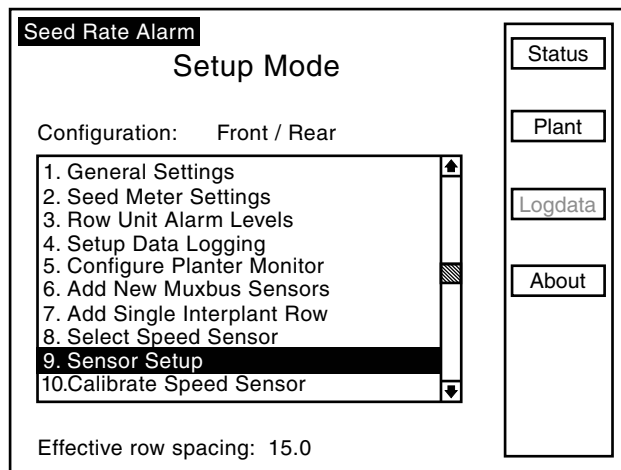 Seed Rate Alarm
Setup Mode
Configuration: Front / Rear
1. General Settings
2. Seed Meter Settings
3. Row Unit Alarm Levels
4. Setup Data Logging
5. Configure Planter Monitor
6. Add New Muxbus Sensors
7. Add Single Interplant Row
8. Select Speed Sensor
9. Sensor Setup
10.Calibrate Speed Sensor
Effective row spacing: 15.0
Status
Plant
Logdata
About